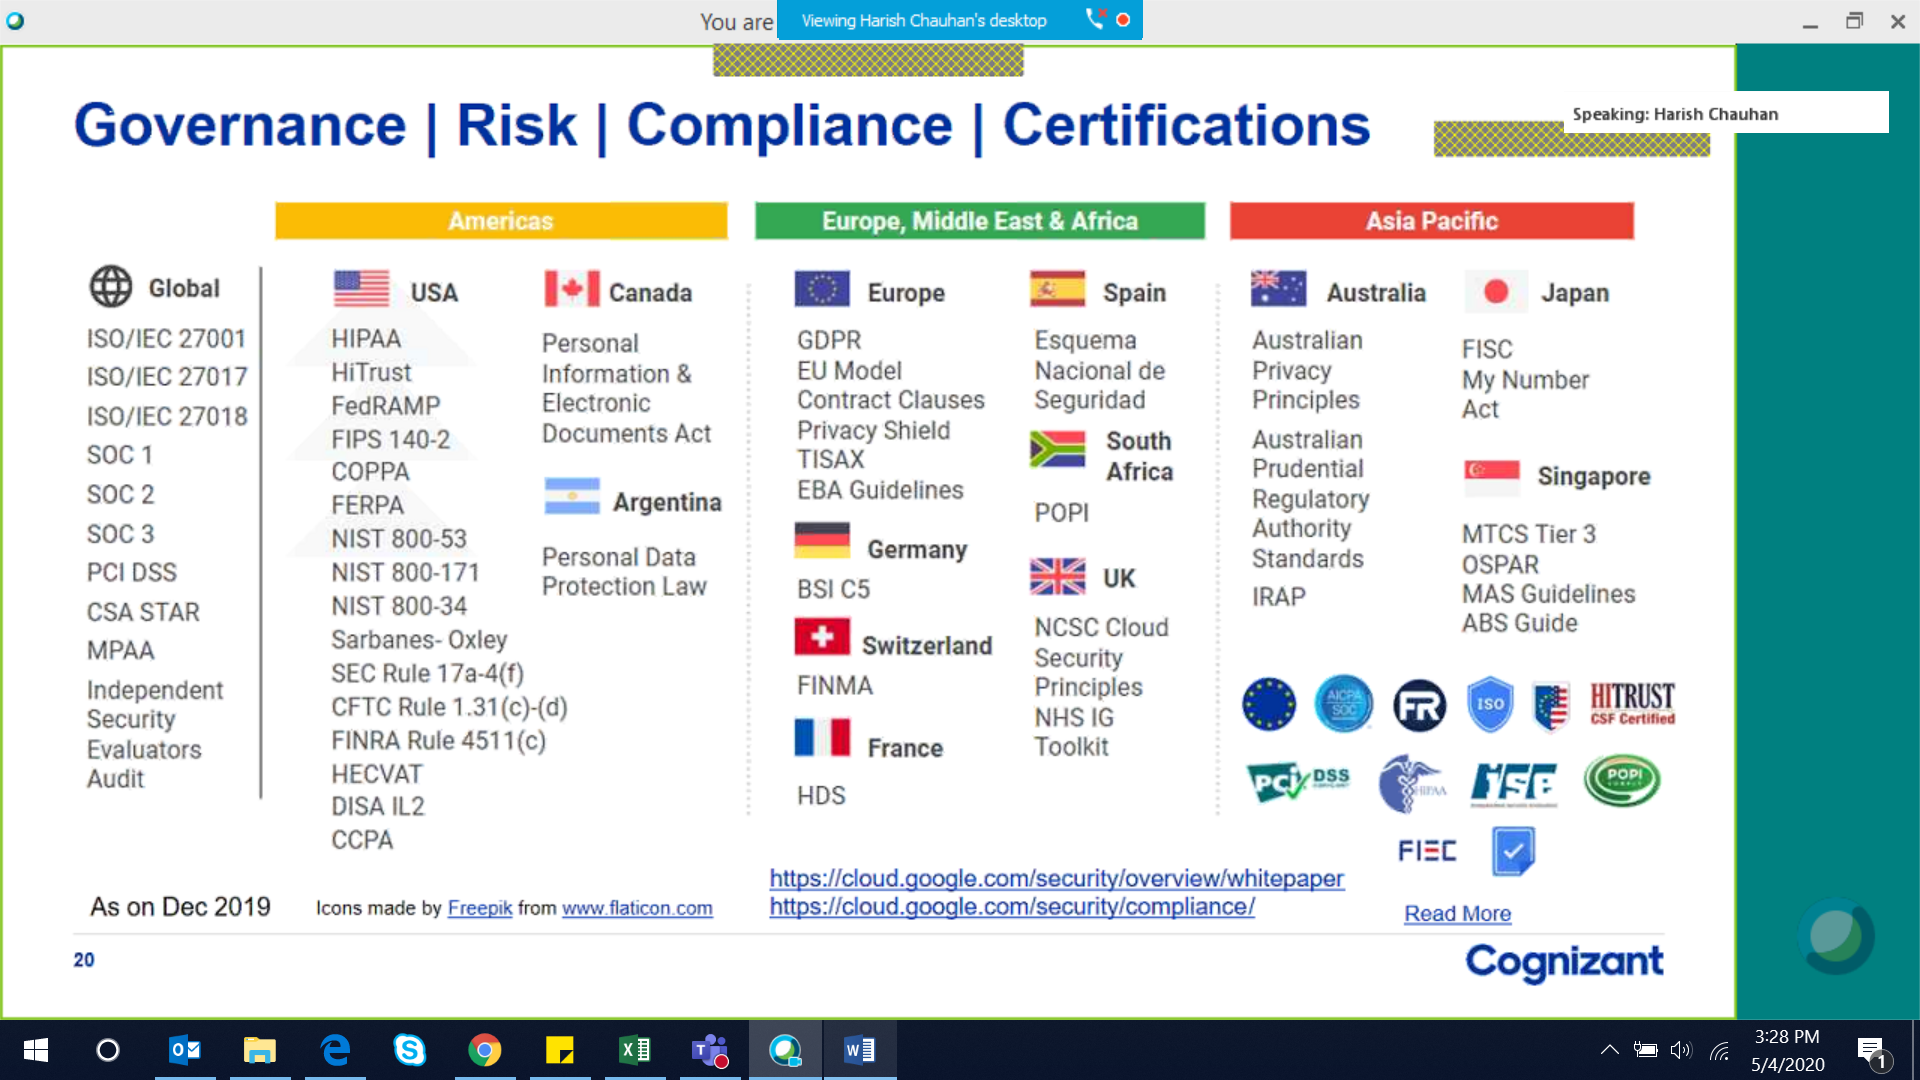 You are
Viewing Harish Chauhan's desktop
Governance | Risk | Compliance | Certifications
Speaking: Harish Chauhan
Americas
Europe, Middle East & Africa
Asia Pacific
Global
ISO/IEC 27001
ISO/IEC 27017
ISO/IEC 27018
SOC 1
SOC 2
SOC 3
PCI DSS
CSA STAR
MPAA
Independent
Security
Evaluators
Audit
USA
HIPAA
HiTrust
FedRAMP
FIPS 140-2
COPPA
FERPA
NIST 800-53
NIST 800-171
NIST 800-34
Sarbanes- Oxley
SEC Rule 17a-4(f)
CFTC Rule 1.31(c)-(d)
FINRA Rule 4511(c)
HECVAT
DISA IL2
CCPA
Canada
Personal
Information &
Electronic
Documents Act
Argentina
Personal Data
Protection Law
Europe
GDPR
EU Model
Contract Clauses
Privacy Shield
TISAX
EBA Guidelines
Germany
BSI C5
Switzerland
FINMA
France
HDS
Spain
Esquema
Nacional de
Seguridad
South
Africa
POPI
UK
NCSC Cloud
Security
Principles
NHS IG
Toolkit
Australia
Australian
Privacy
Principles
Australian
Prudential
Regulatory
Authority
Standards
IRAP
Japan
FISC
My Number
Act
Singapore
MTCS Tier 3
OSPAR
MAS Guidelines
ABS Guide
AICPA
SOC
FR
ISO
HITRUST
CSF Certified
PCI DSS
HIPAA
ise
POPI
FIEC
Read More
https://cloud.google.com/security/overview/whitepaper
https://cloud.google.com/security/compliance/
As on Dec 2019
Icons made by Freepik from www.flaticon.com
20
Cognizant
3:28 PM
5/4/2020
1